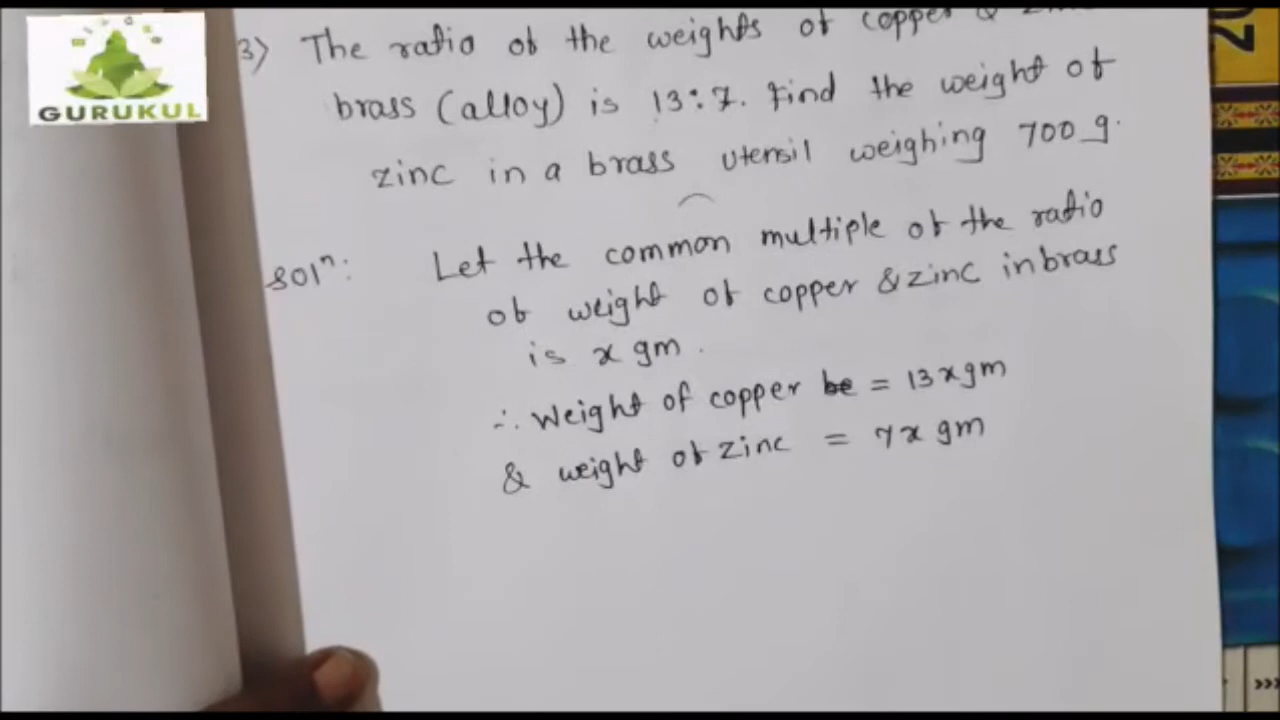 GURUKUL
3) The ratio of the weights of copper &
brass (alloy) is 13:7. Find the weight of
zinc in a brass utensil weighing 700 g.
Solⁿ: Let the common multiple of the ratio
of weight of copper & zinc in brass
is x gm.
∴ Weight of copper = 13x gm
& weight of zinc = 7x gm